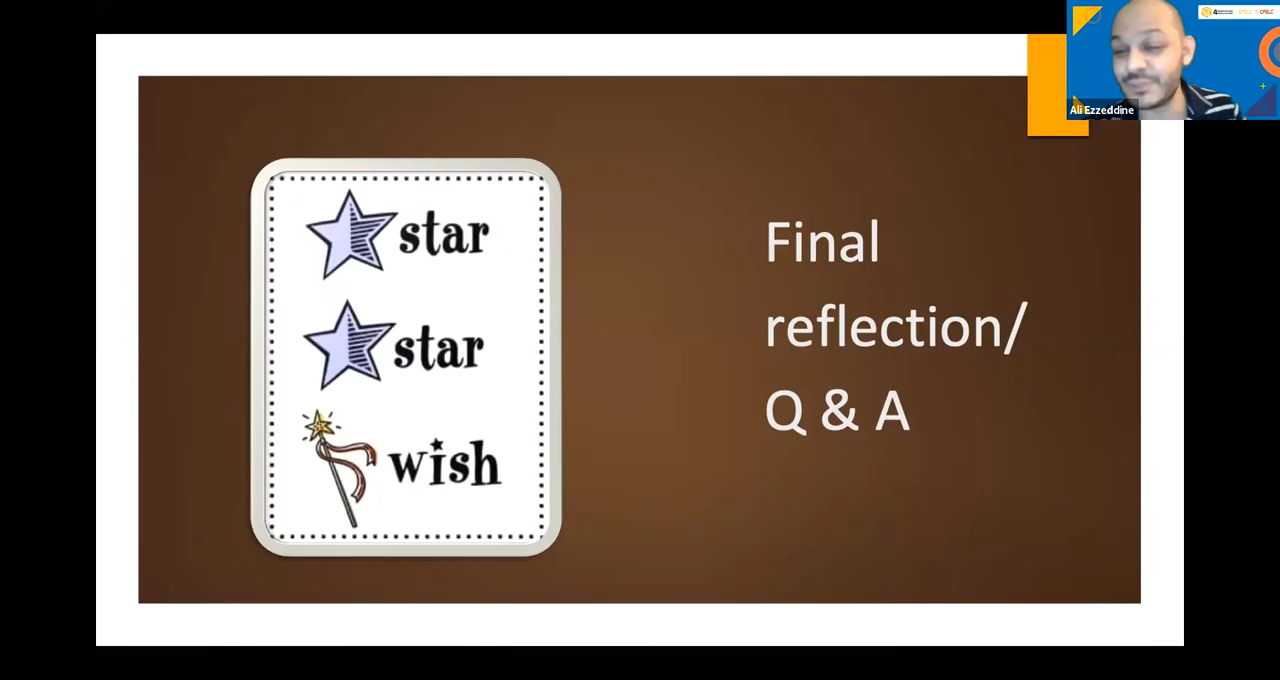 star
star
wish
Final
reflection/
Q & A
Ali Ezzeddine